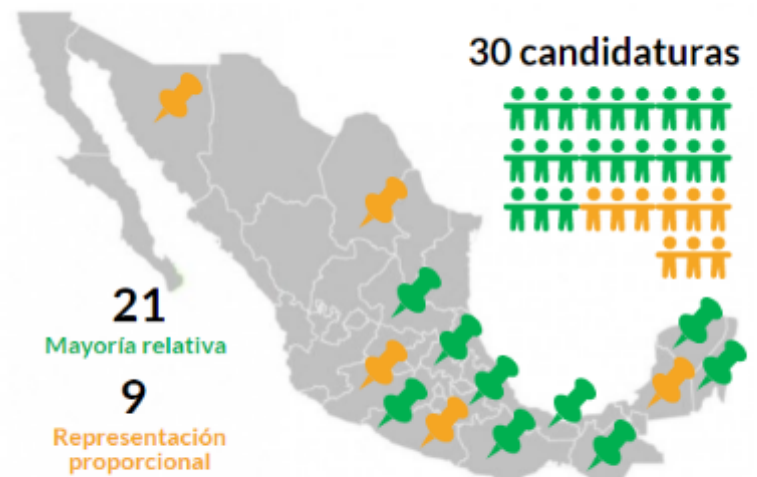 30 candidaturas
21
Mayoría relativa
9
Representación
proporcional